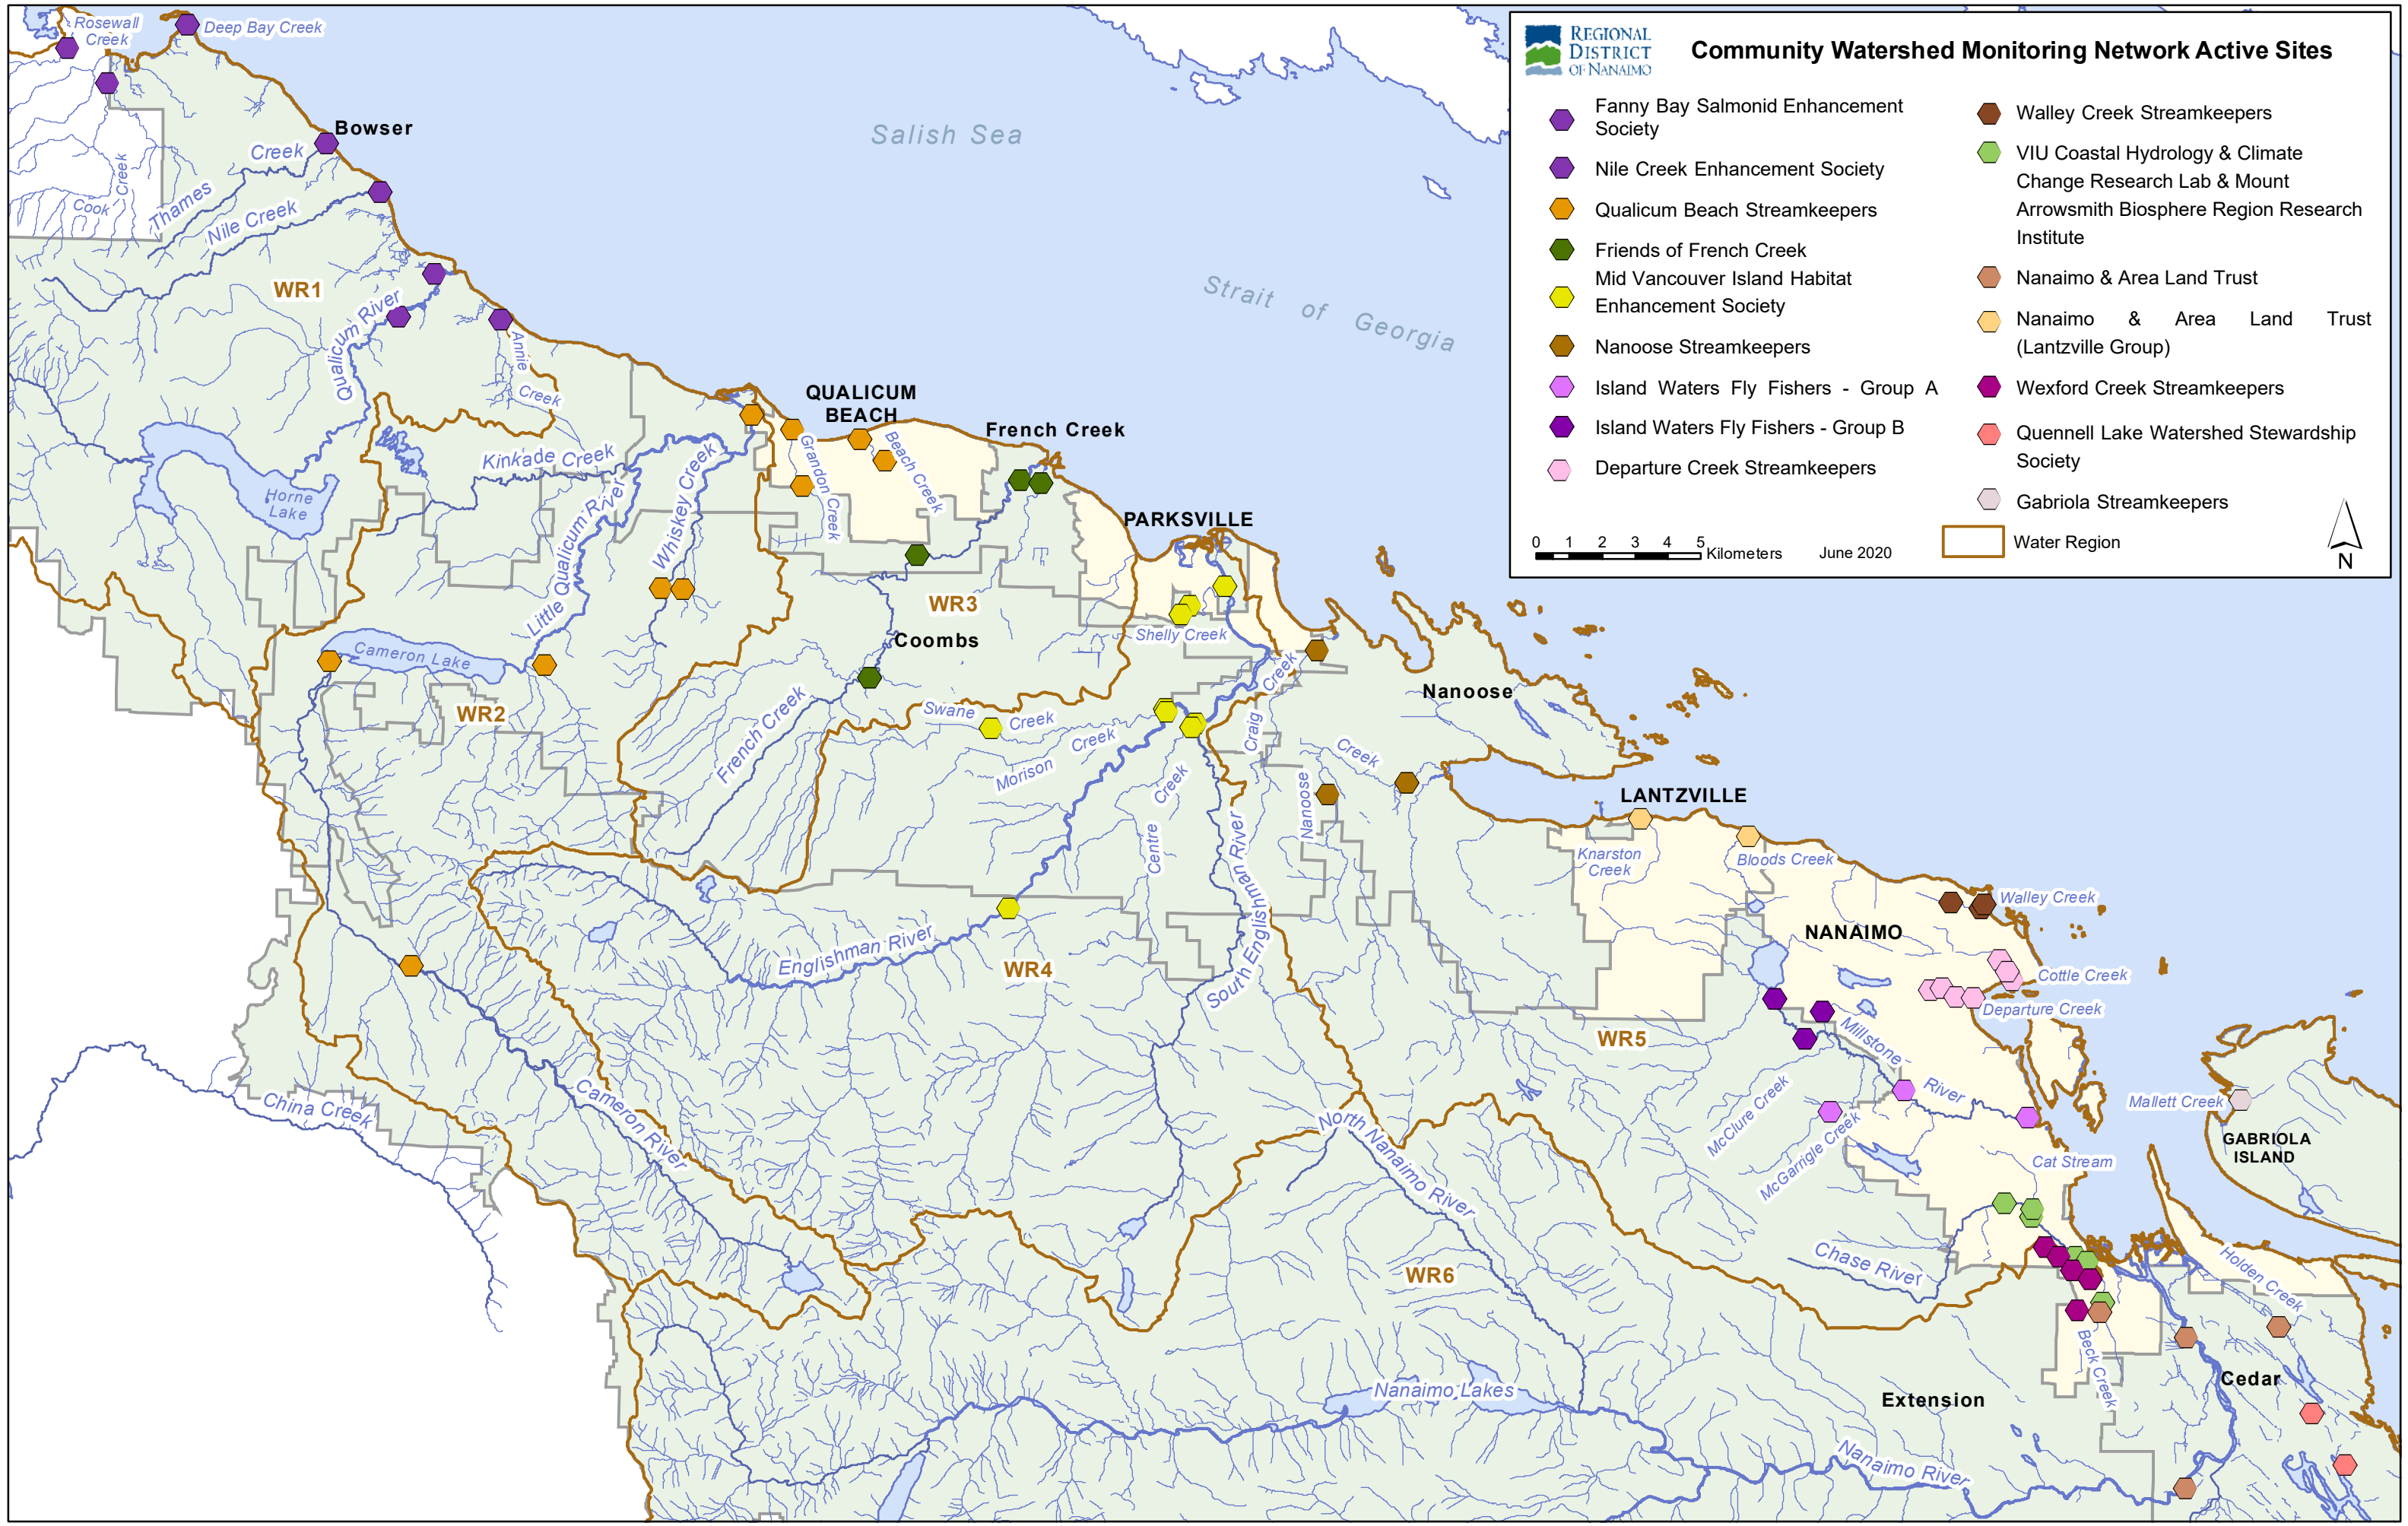 REGIONAL
DISTRICT
OF NANAIMO
Community Watershed Monitoring Network Active Sites
Fanny Bay Salmonid Enhancement
Society
Nile Creek Enhancement Society
Qualicum Beach Streamkeepers
Friends of French Creek
Mid Vancouver Island Habitat
Enhancement Society
Nanoose Streamkeepers
Island Waters Fly Fishers - Group A
Island Waters Fly Fishers - Group B
Departure Creek Streamkeepers
Walley Creek Streamkeepers
VIU Coastal Hydrology & Climate
Change Research Lab & Mount
Arrowsmith Biosphere Region Research
Institute
Nanaimo & Area Land Trust
Nanaimo & Area Land Trust
(Lantzville Group)
Wexford Creek Streamkeepers
Quennell Lake Watershed Stewardship
Society
Gabriola Streamkeepers
Water Region
0 1 2 3 4 5
Kilometers
June 2020
N
Rosewall
Creek
Deep Bay Creek
Bowser
Thames Creek
Cook Creek
Nile Creek
Salish Sea
Strait of Georgia
WR1
Qualicum River
Annie
Creek
Horne
Lake
Kinkade Creek
QUALICUM
BEACH
French Creek
Grandon Creek
Beach Creek
Whiskey Creek
Little Qualicum River
PARKSVILLE
WR3
Coombs
Shelly Creek
Cameron Lake
WR2
French Creek
Swane Creek
Morison Creek
Centre Creek
Craig Creek
Nanoose
Nanoose Creek
LANTZVILLE
Knarston
Creek
Bloods Creek
Walley Creek
NANAIMO
Englishman River
South Englishman River
WR4
Cottle Creek
Departure Creek
WR5
Millstone River
McClure Creek
McGarrigle Creek
Mallett Creek
GABRIOLA
ISLAND
Cat Stream
China Creek
Cameron River
North Nanaimo River
Chase River
WR6
Holden Creek
Beck Creek
Cedar
Nanaimo Lakes
Extension
Nanaimo River